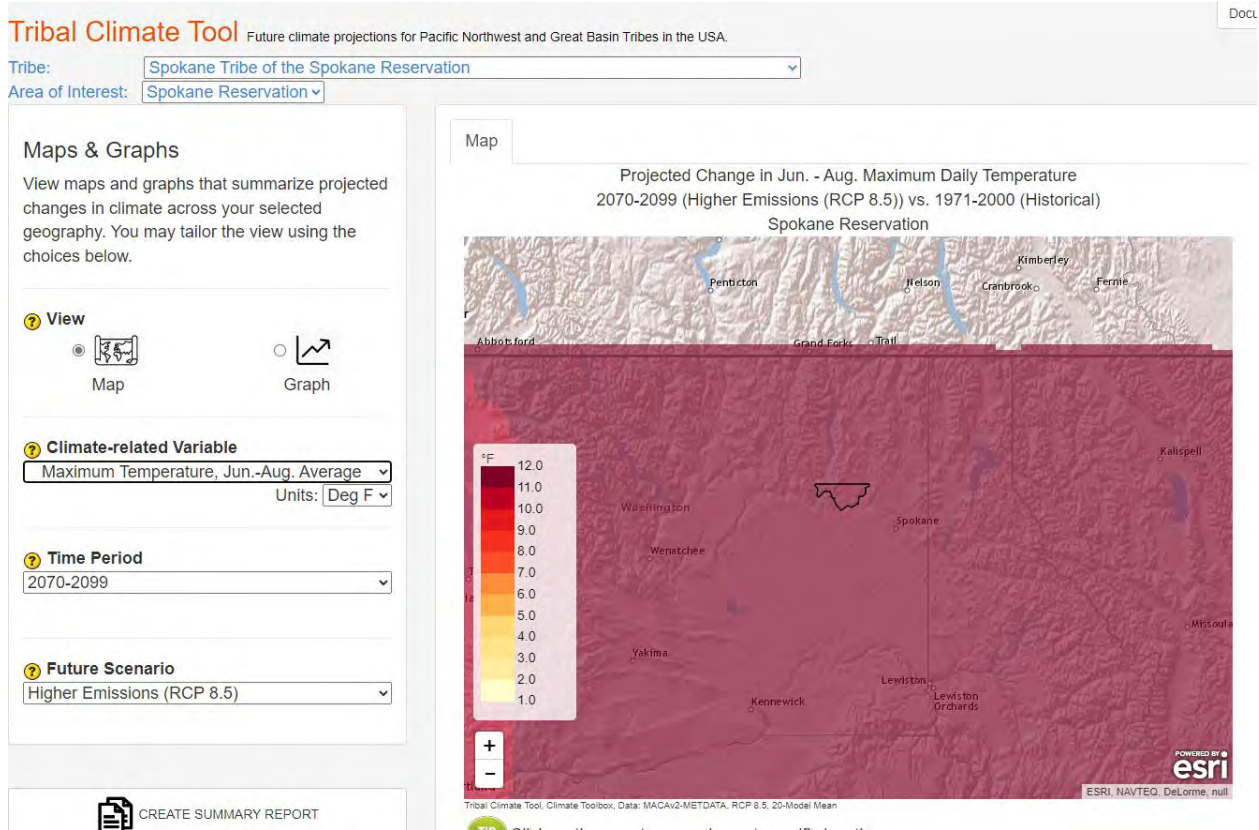 Docu
Tribal Climate Tool Future climate projections for Pacific Northwest and Great Basin Tribes in the USA.
Tribe: Spokane Tribe of the Spokane Reservation
Area of Interest: Spokane Reservation
Maps & Graphs
View maps and graphs that summarize projected
changes in climate across your selected
geography. You may tailor the view using the
choices below.
? View
Map Graph
? Climate-related Variable
Maximum Temperature, Jun.-Aug. Average
Units: Deg F
? Time Period
2070-2099
? Future Scenario
Higher Emissions (RCP 8.5)
CREATE SUMMARY REPORT
Map
Projected Change in Jun. - Aug. Maximum Daily Temperature
2070-2099 (Higher Emissions (RCP 8.5)) vs. 1971-2000 (Historical)
Spokane Reservation
Kimberley
Penticton
Nelson
Cranbrook
Fernie
Abbotsford
Grand Forks
Trail
Kalispell
Washington
Spokane
Wenatchee
Missoula
Yakima
Lewiston
Lewiston
Orchards
Kennewick
°F
12.0
11.0
10.0
9.0
8.0
7.0
6.0
5.0
4.0
3.0
2.0
1.0
+
−
POWERED BY
esri
ESRI, NAVTEQ, DeLorme, null
Tribal Climate Tool, Climate Toolbox, Data: MACAv2-METDATA, RCP 8.5, 20-Model Mean